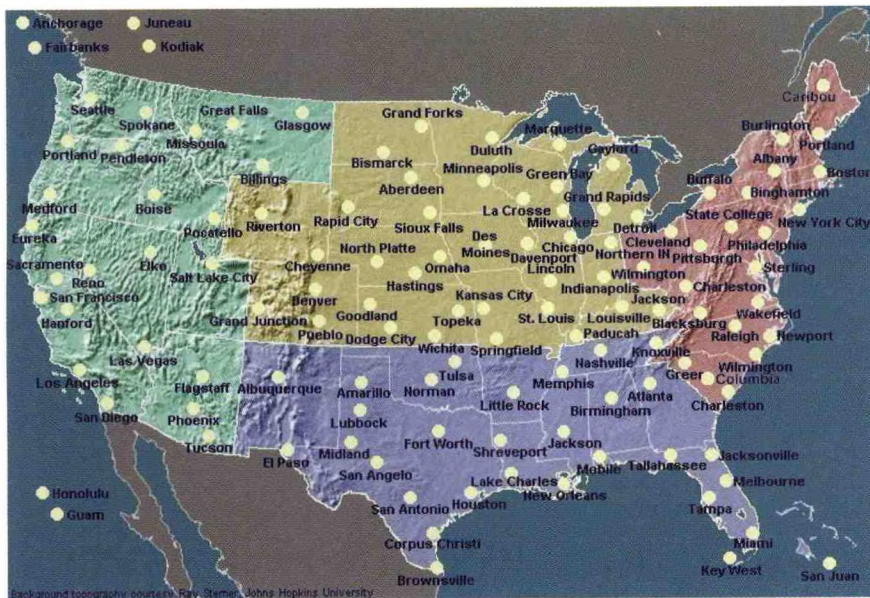 Anchorage
Juneau
Fairbanks
Kodiak
Caribou
Seattle
Spokane
Great Falls
Glasgow
Grand Forks
Missoula
Portland
Pendleton
Bismarck
Duluth
Marquette
Gaylord
Burlington
Portland
Minneapolis
Billings
Aberdeen
Green Bay
Albany
Boston
Buffalo
Binghamton
Medford
Boise
Pocatello
Riverton
Rapid City
Sioux Falls
La Crosse
Grand Rapids
Milwaukee
Detroit
State College
New York City
Eureka
Elko
Salt Lake City
North Platte
Des
Moines
Omaha
Davenport
Chicago
Northern IN
Cleveland
Pittsburgh
Philadelphia
Sacramento
Reno
Cheyenne
Hastings
Lincoln
Indianapolis
Wilmington
Sterling
San Francisco
Denver
Goodland
Kansas City
Jackson
Charleston
Wakefield
Hanford
Grand Junction
Pueblo
Dodge City
Topeka
St. Louis
Louisville
Blacksburg
Raleigh
Newport
Las Vegas
Wichita
Springfield
Paducah
Nashville
Knoxville
Wilmington
Los Angeles
Flagstaff
Albuquerque
Amarillo
Tulsa
Norman
Memphis
Greer
Columbia
Atlanta
San Diego
Phoenix
Lubbock
Little Rock
Birmingham
Charleston
Tucson
El Paso
Midland
Fort Worth
Shreveport
Jackson
Mobile
Tallahassee
Jacksonville
San Angelo
Lake Charles
New Orleans
Melbourne
Honolulu
Guam
San Antonio
Houston
Tampa
Corpus Christi
Miami
Brownsville
Key West
San Juan
Background topography courtesy Ray Sterner, Johns Hopkins University